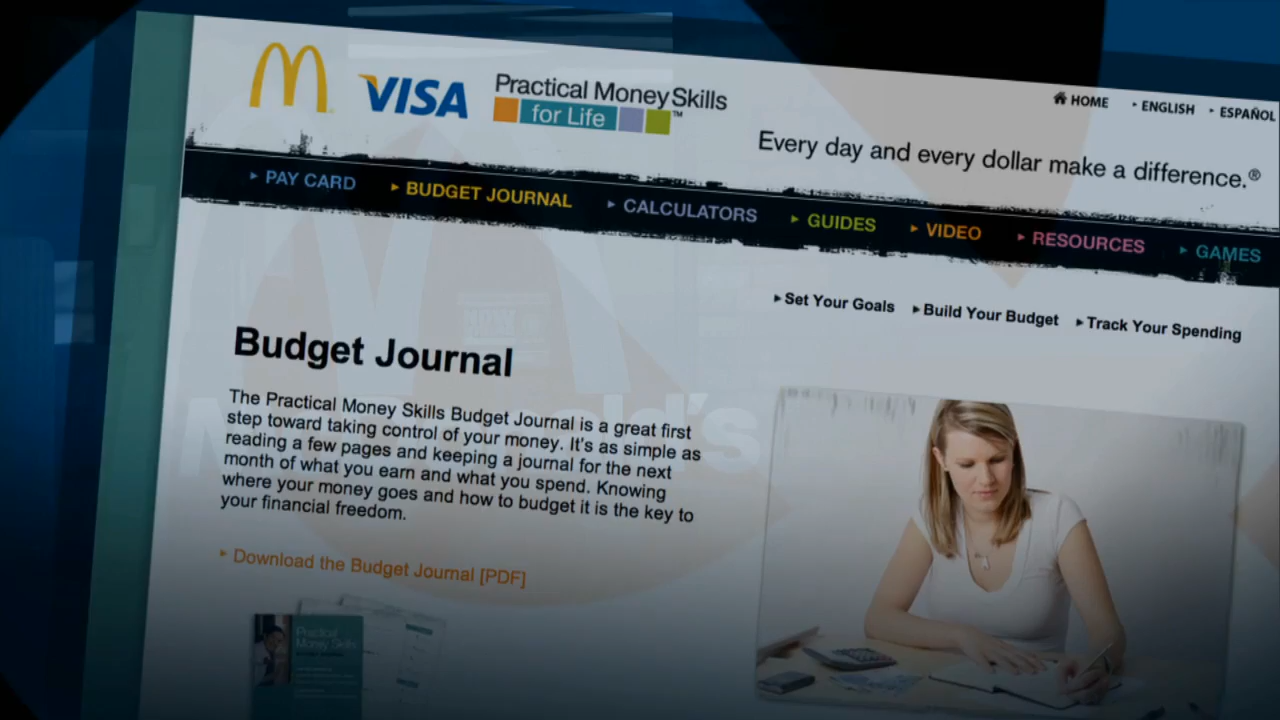 VISA
Practical Money Skills™
for Life
HOME
ENGLISH
ESPAÑOL
Every day and every dollar make a difference.®
PAY CARD
BUDGET JOURNAL
CALCULATORS
GUIDES
VIDEO
RESOURCES
GAMES
Set Your Goals
Build Your Budget
Track Your Spending
Budget Journal
The Practical Money Skills Budget Journal is a great first
step toward taking control of your money. It's as simple as
reading a few pages and keeping a journal for the next
month of what you earn and what you spend. Knowing
where your money goes and how to budget it is the key to
your financial freedom.
Download the Budget Journal [PDF]
Practical
Money Skills